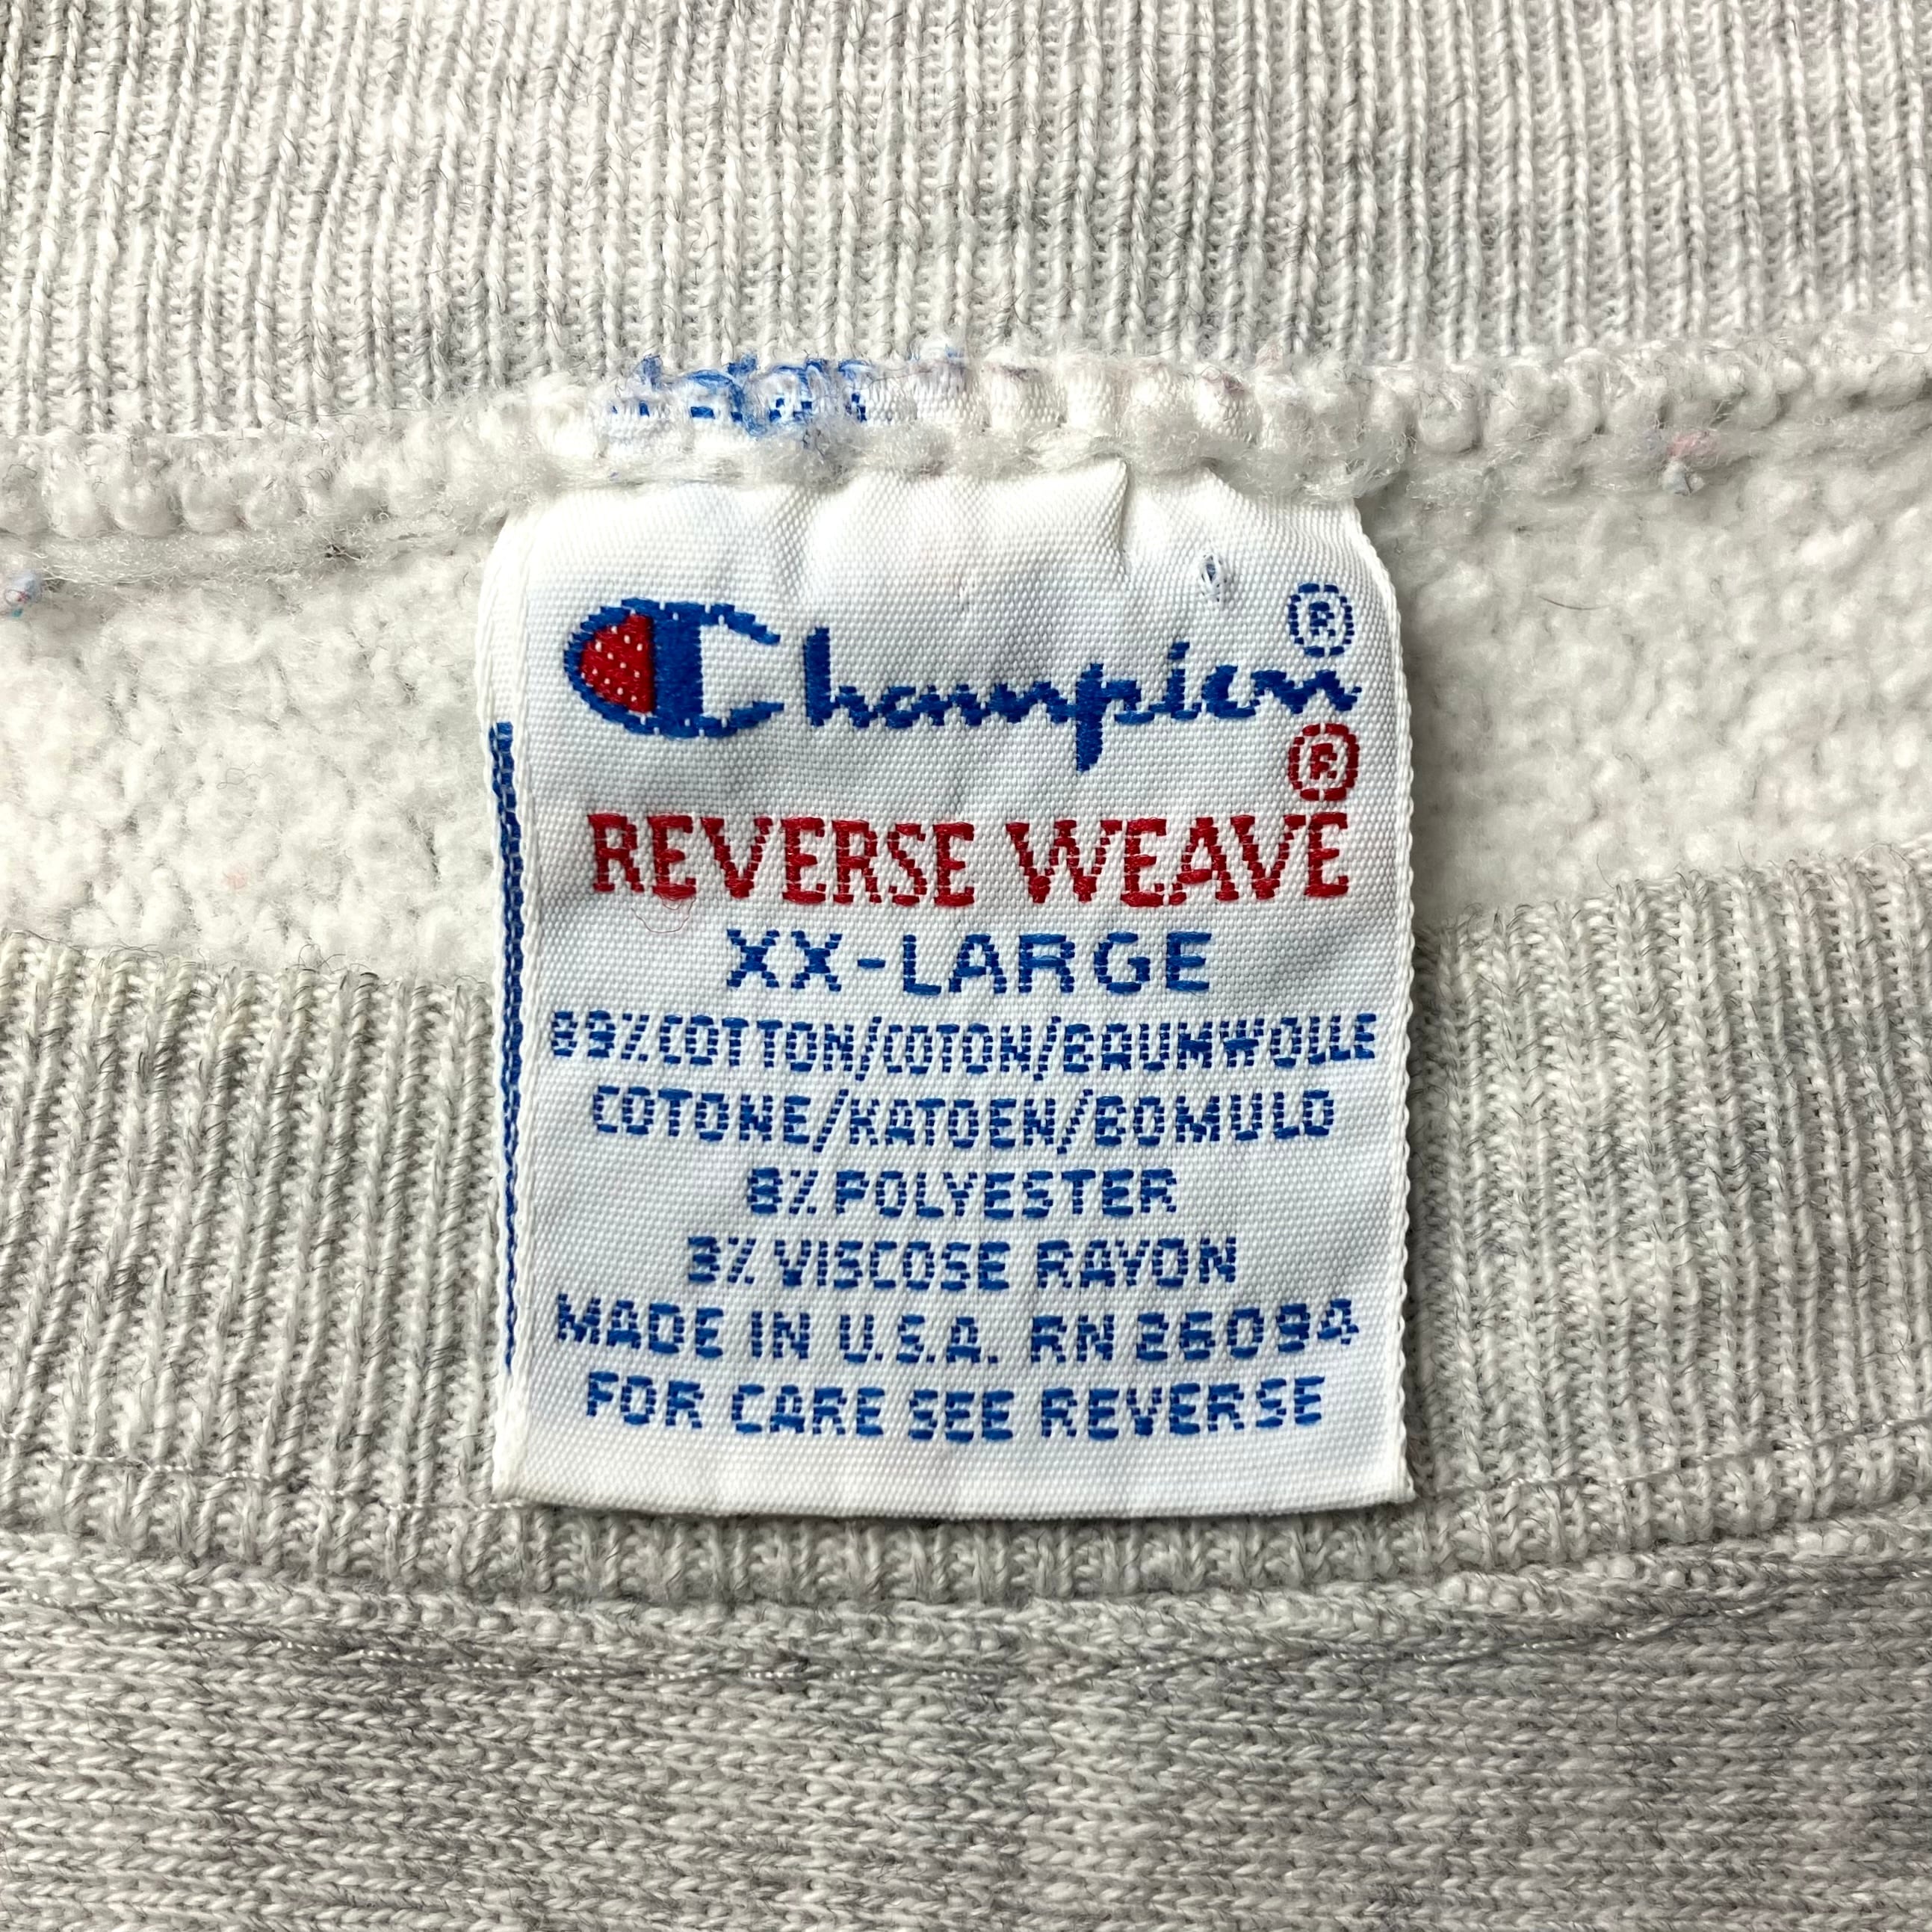 Champion®
®
REVERSE WEAVE
XX-LARGE
89% COTTON/COTON/BAUMWOLLE
COTONE/KATOEN/BOMULD
8% POLYESTER
3% VISCOSE RAYON
MADE IN U.S.A. RN 26094
FOR CARE SEE REVERSE